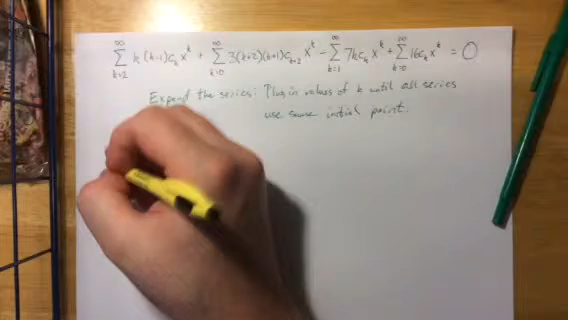 ∞ ∑ k=2 k(k-1)c_k x^k + ∞ ∑ k=0 3(k+2)(k+1)c_{k+2} x^k - ∞ ∑ k=1 7kc_k x^k + ∞ ∑ k=0 16c_k x^k = 0
Expand the series: Plug in values of k until all series
use same initial point.